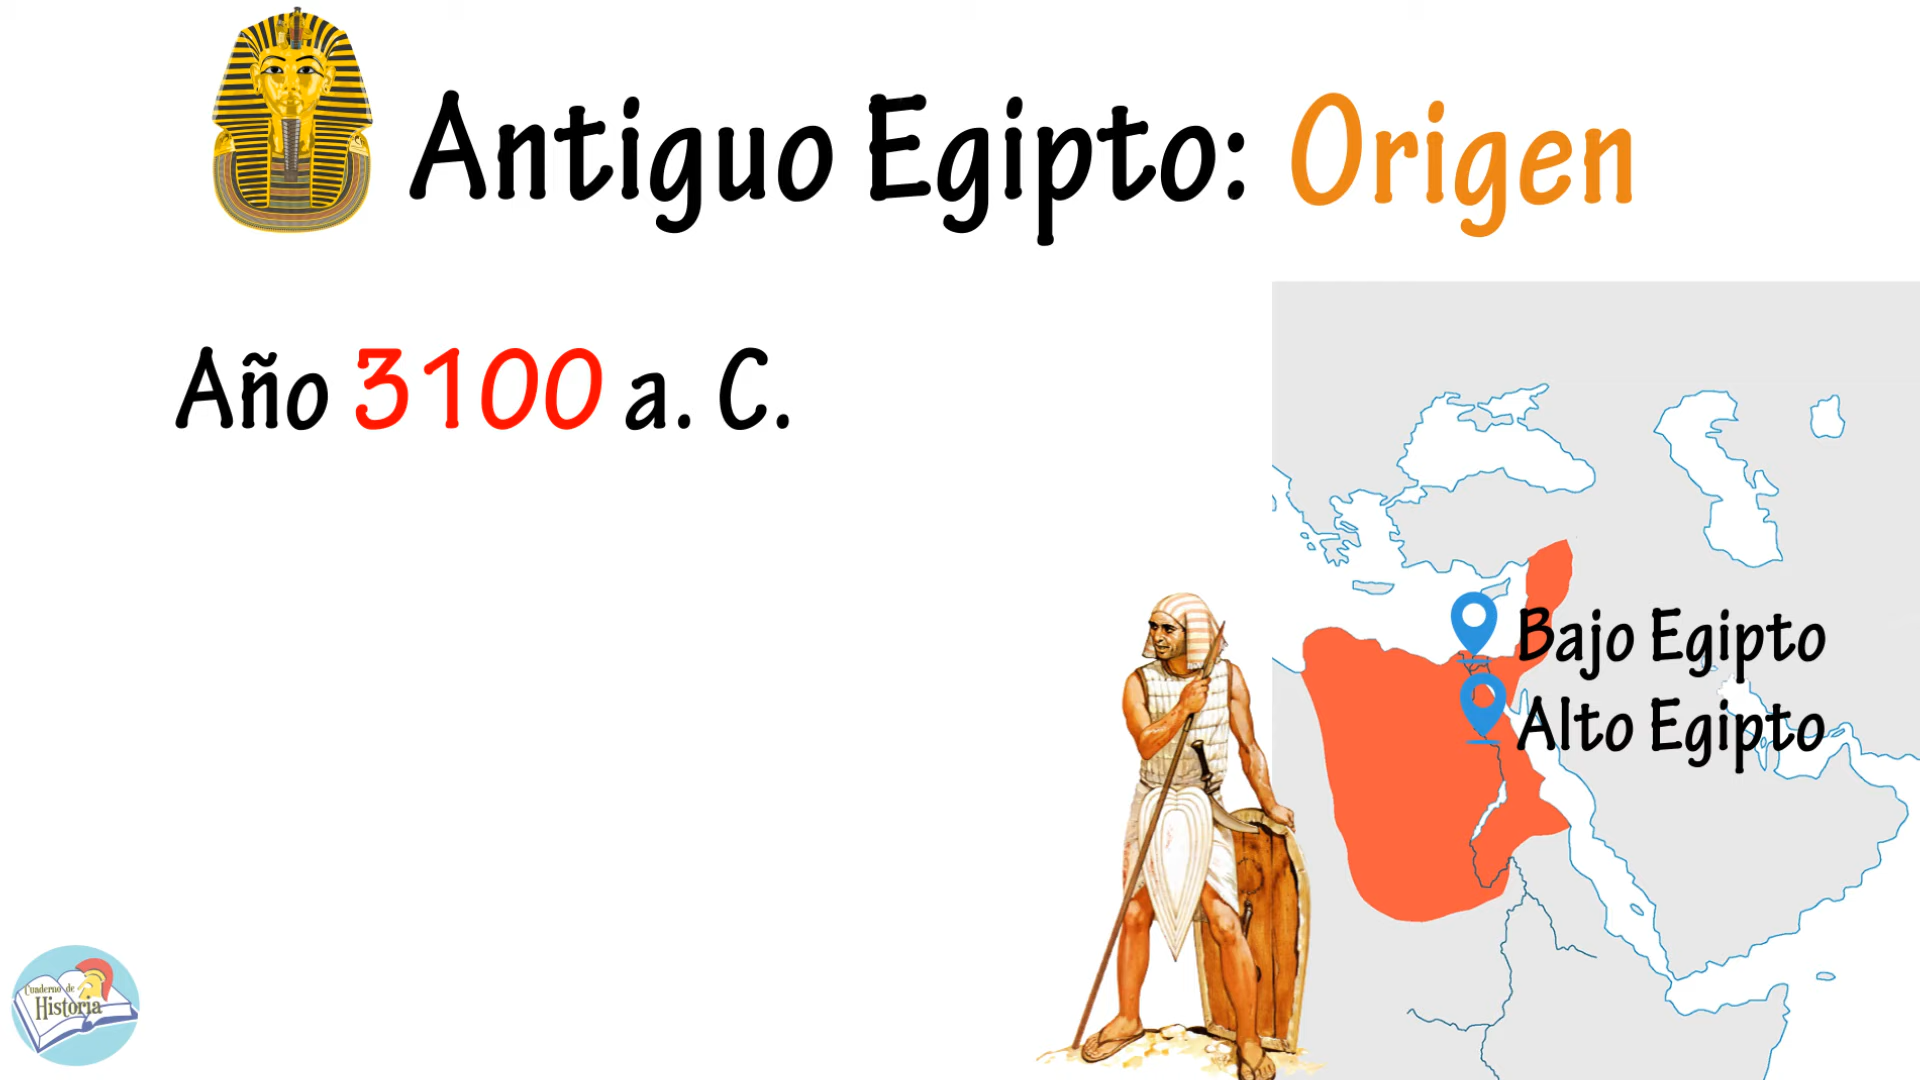 Antiguo Egipto: Origen
Año 3100 a. C.
Bajo Egipto
Alto Egipto
Cuaderno de
Historia